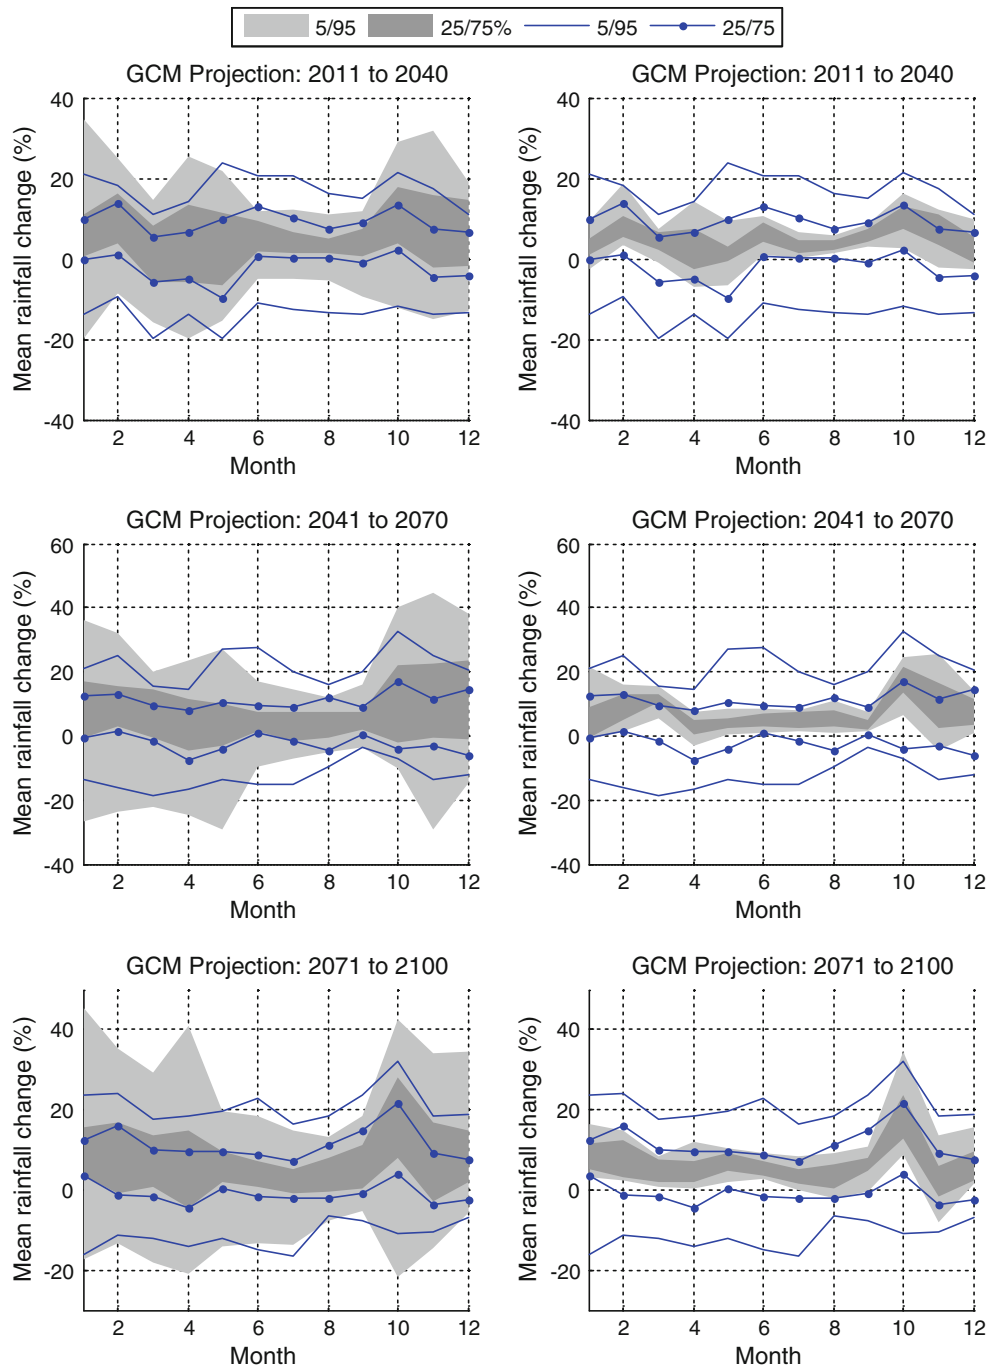 5/95 25/75% 5/95 25/75
GCM Projection: 2011 to 2040
Mean rainfall change (%)
40
20
0
-20
-40
2 4 6 8 10 12
Month
GCM Projection: 2011 to 2040
Mean rainfall change (%)
40
20
0
-20
-40
2 4 6 8 10 12
Month
GCM Projection: 2041 to 2070
Mean rainfall change (%)
60
40
20
0
-20
-40
2 4 6 8 10 12
Month
GCM Projection: 2041 to 2070
Mean rainfall change (%)
60
40
20
0
-20
-40
2 4 6 8 10 12
Month
GCM Projection: 2071 to 2100
Mean rainfall change (%)
40
20
0
-20
2 4 6 8 10 12
Month
GCM Projection: 2071 to 2100
Mean rainfall change (%)
40
20
0
-20
2 4 6 8 10 12
Month